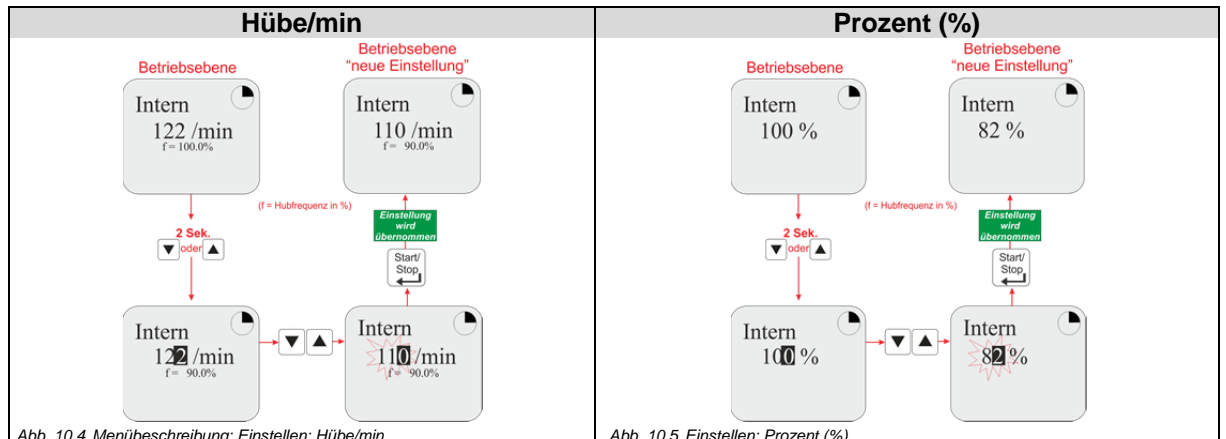 Hübe/min
Betriebsebene
Betriebsebene
"neue Einstellung"
Intern
122 /min
f = 100.0%
Intern
110 /min
f = 90.0%
(f = Hubfrequenz in %)
2 Sek.
▼ oder ▲
Einstellung
wird
übernommen
Start/
Stop
Intern
122 /min
f = 90.0%
▼ ▲
Intern
110 /min
f = 90.0%
Abb. 10.4 Menübeschreibung: Einstellen: Hübe/min
Prozent (%)
Betriebsebene
Betriebsebene
"neue Einstellung"
Intern
100 %
Intern
82 %
(f = Hubfrequenz in %)
2 Sek.
▼ oder ▲
Einstellung
wird
übernommen
Start/
Stop
Intern
100 %
▼ ▲
Intern
82 %
Abb. 10.5 Einstellen: Prozent (%)